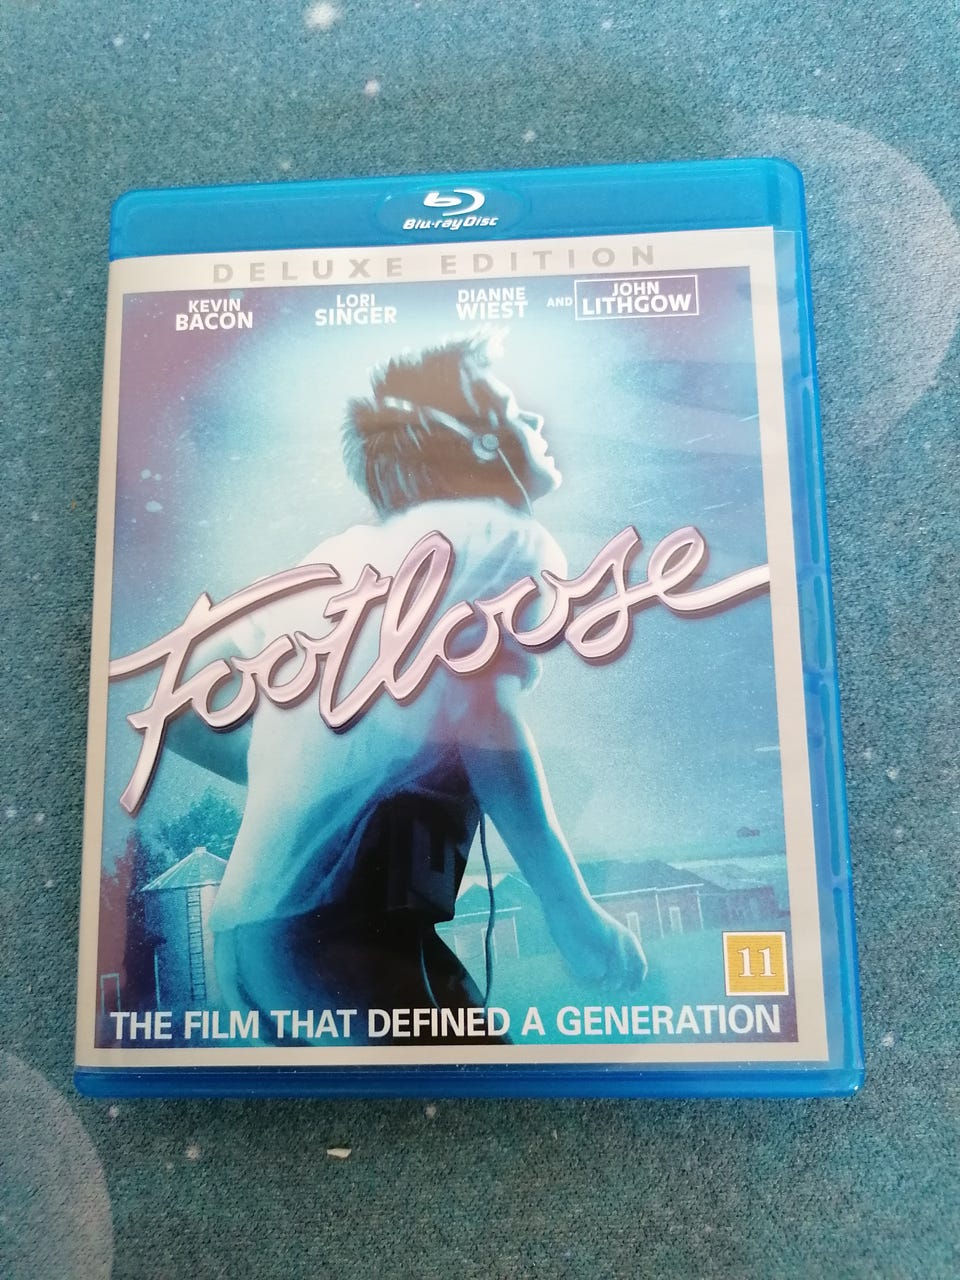 Blu-ray Disc
DELUXE EDITION
KEVIN
BACON
LORI
SINGER
DIANNE
WIEST
AND
JOHN
LITHGOW
Footloose
11
THE FILM THAT DEFINED A GENERATION